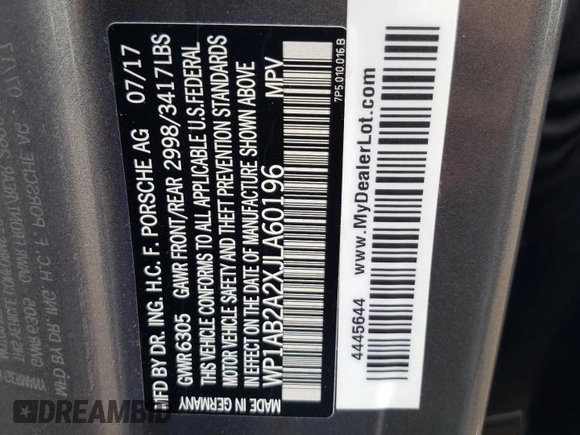 MFD BY DR. ING. H.C. F. PORSCHE AG 07/17
GVWR 6305 GAWR FRONT/REAR 2998/3417LBS
CONFORMS TO ALL APPLICABLE U.S. FEDERAL
MOTOR VEHICLE SAFETY AND THEFT PREVENTION STANDARDS
IN EFFECT ON THE DATE OF MANUFACTURE SHOWN ABOVE
WP1AB2A2XJLA60196 MPV
MADE IN GERMANY
7P5.010.016 B
www.MyDealerLot.com
4445644
DREAMBID